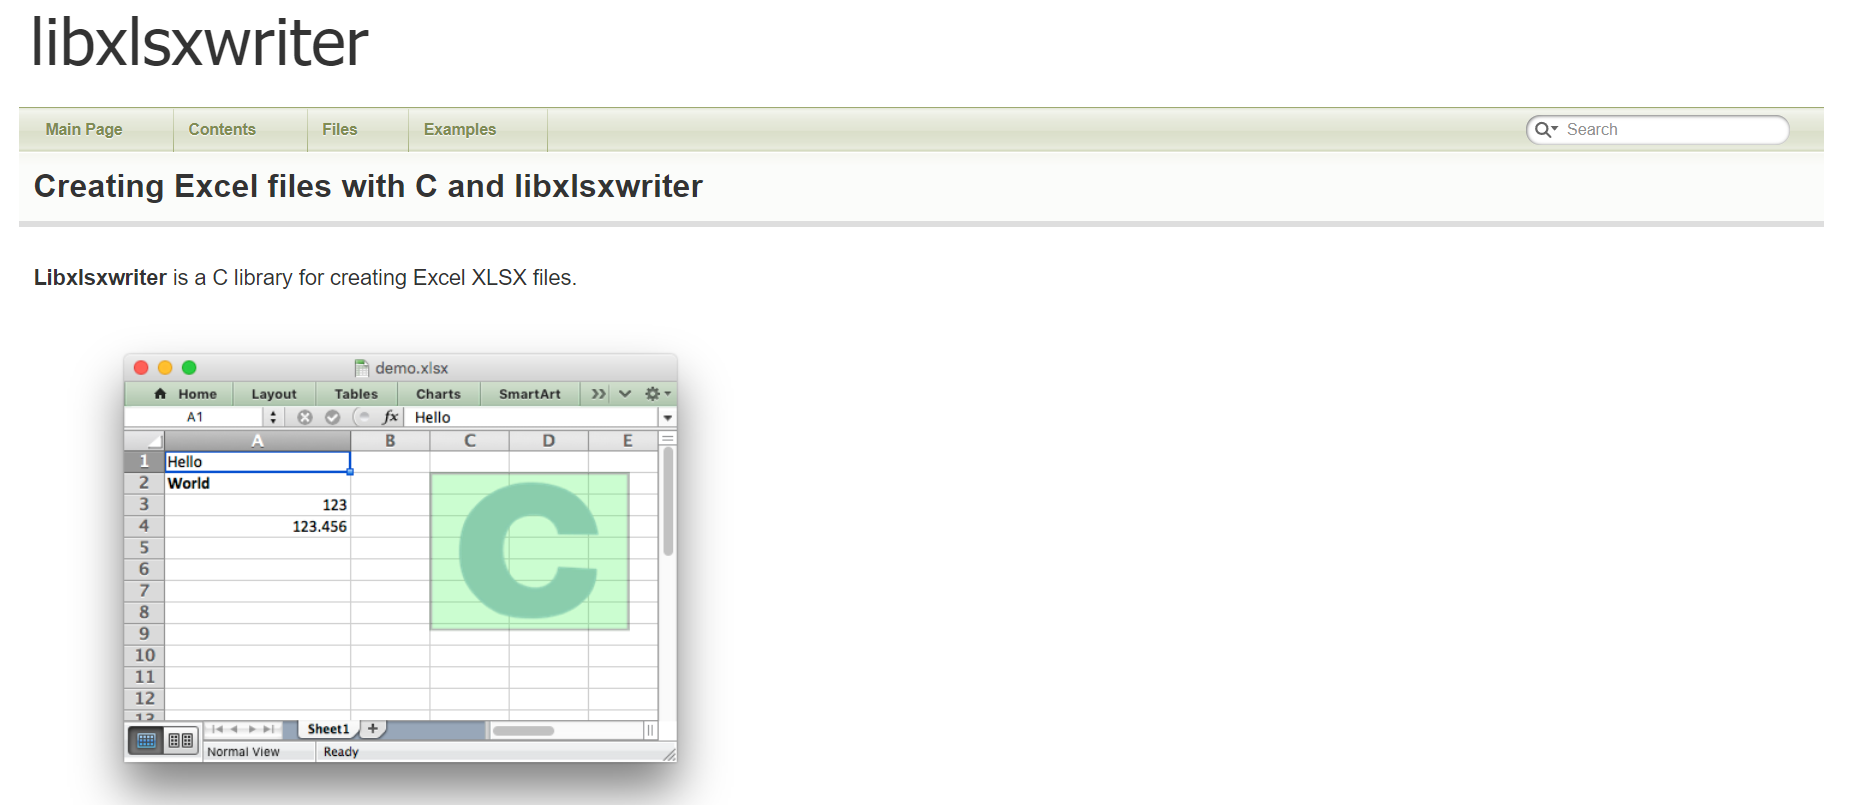 libxlsxwriter
Main Page Contents Files Examples Search
Creating Excel files with C and libxlsxwriter
Libxlsxwriter is a C library for creating Excel XLSX files.
demo.xlsx
Home Layout Tables Charts SmartArt
A1 fx Hello
A B C D E
1 Hello
2 World
3 123
4 123.456
5
6
7
8
9
10
11
12
13
C
Sheet1 +
Normal View Ready